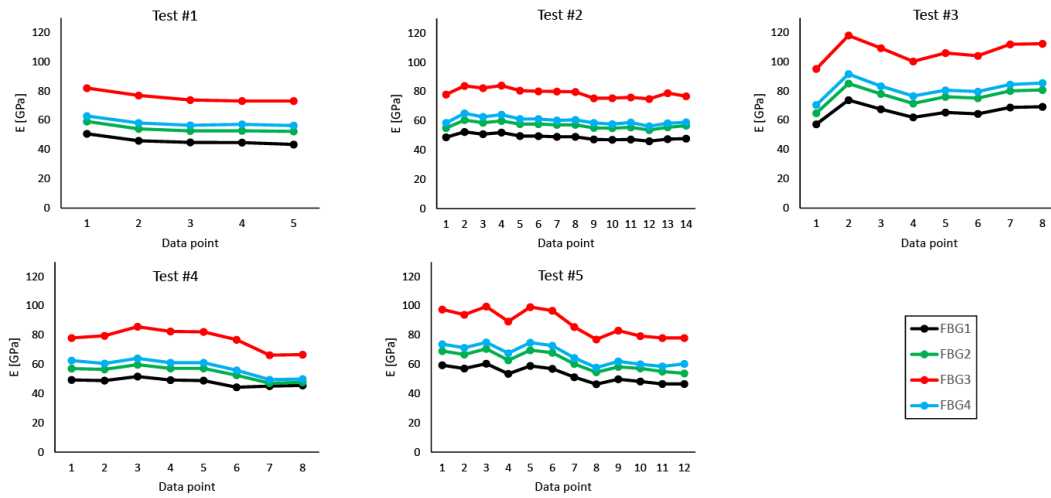 Test #1
120
100
80
60
40
20
0
E [GPa]
1 2 3 4 5
Data point
Test #2
120
100
80
60
40
20
0
E [GPa]
1 2 3 4 5 6 7 8 9 10 11 12 13 14
Data point
Test #3
120
100
80
60
40
20
0
E [GPa]
1 2 3 4 5 6 7 8
Data point
Test #4
120
100
80
60
40
20
0
E [GPa]
1 2 3 4 5 6 7 8
Data point
Test #5
120
100
80
60
40
20
0
E [GPa]
1 2 3 4 5 6 7 8 9 10 11 12
Data point
FBG1
FBG2
FBG3
FBG4